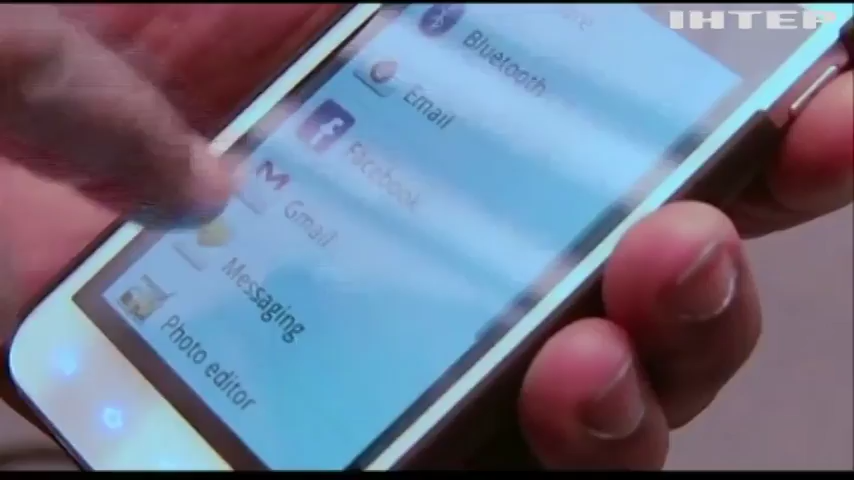 ІНТЕР
Bluetooth
Email
Facebook
Gmail
Messaging
Photo editor